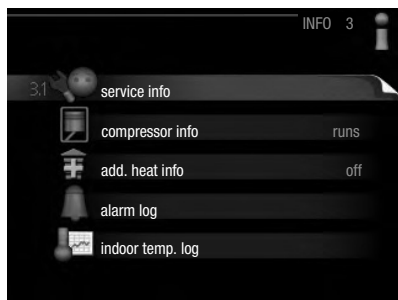 INFO 3
3.1 service info
compressor info runs
add. heat info off
alarm log
indoor temp. log